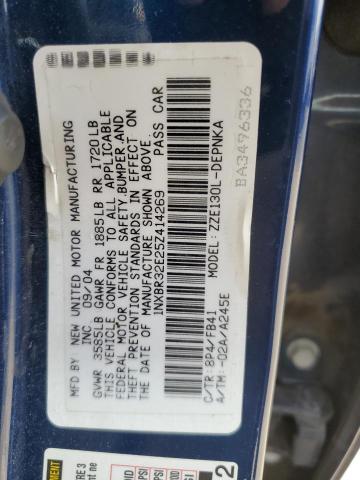 MFD BY: NEW UNITED MOTOR MANUFACTURING
INC 09/04
GVWR 3585LB GAWR FR 1885LB RR 1720LB
THIS VEHICLE CONFORMS TO ALL APPLICABLE
FEDERAL MOTOR VEHICLE SAFETY,BUMPER,AND
THEFT PREVENTION STANDARDS IN EFFECT ON
THE DATE OF MANUFACTURE SHOWN ABOVE.
1NXBR32E25Z414269 PASS CAR
C/TR: 8P4/FB41 ZZE130L-DEPNKA
A/TM: -02A/A245E
BA3496336
2